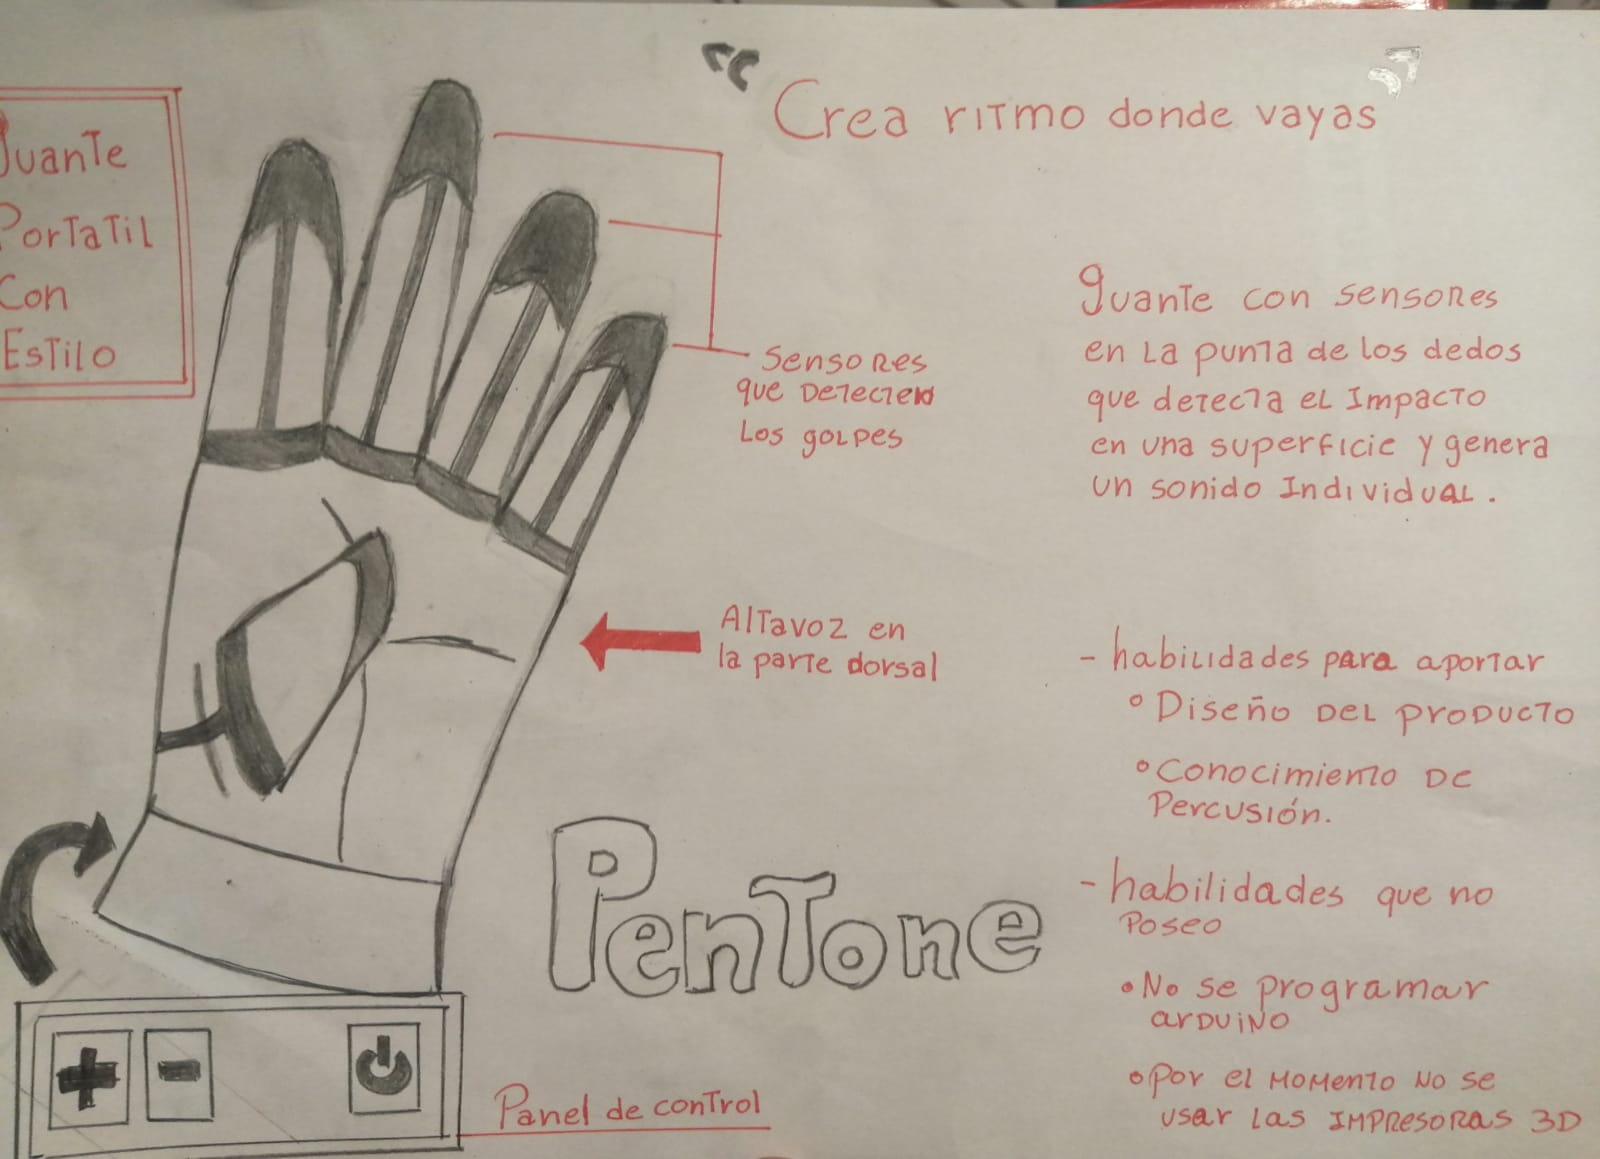 “ Crea ritmo donde vayas ”
guante
Portatil
Con
Estilo
Sensores
que detecten
los golpes
guante con sensores
en la punta de los dedos
que detecta el impacto
en una superficie y genera
un sonido individual.
Altavoz en
la parte dorsal
- habilidades para aportar
° Diseño del producto
° Conocimiento de
Percusión.
- habilidades que no
poseo
• No se programar
arduino
• por el momento no se
usar las impresoras 3D
PenTone
+ -
Panel de control